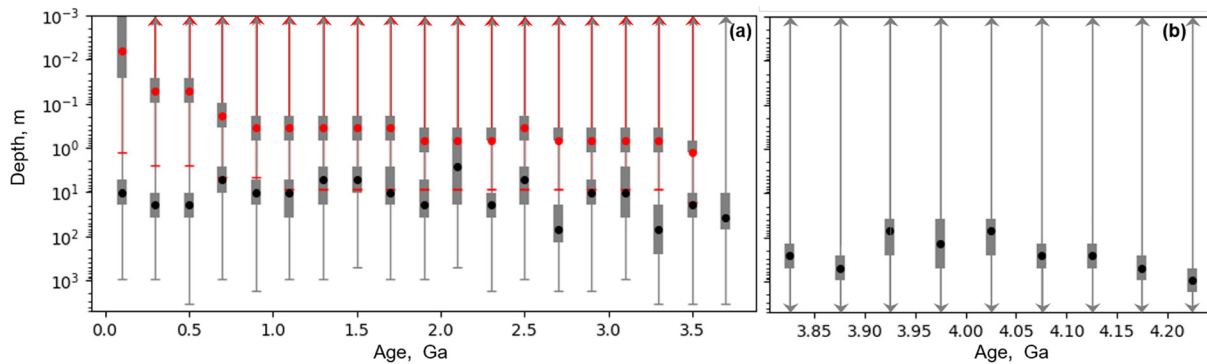 (a)
(b)
Depth, m
10⁻³
10⁻²
10⁻¹
10⁰
10¹
10²
10³
0.0 0.5 1.0 1.5 2.0 2.5 3.0 3.5
3.85 3.90 3.95 4.00 4.05 4.10 4.15 4.20
Age, Ga
Age, Ga